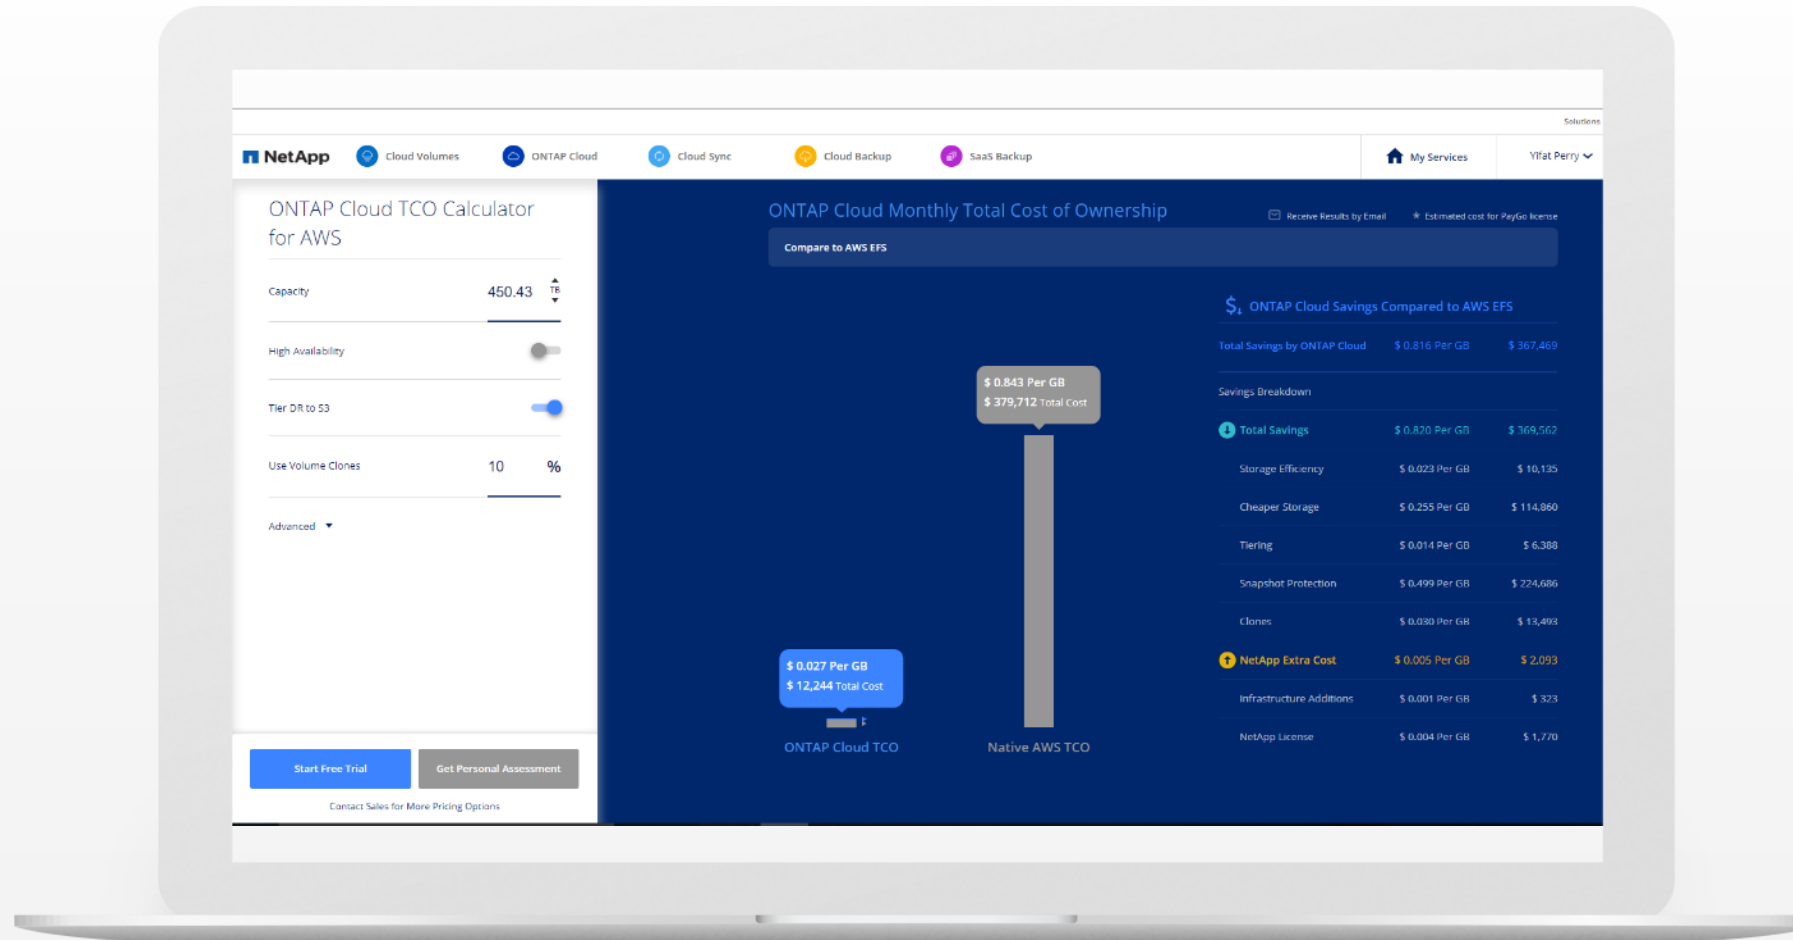 Solutions
NetApp
Cloud Volumes
ONTAP Cloud
Cloud Sync
Cloud Backup
SaaS Backup
My Services
Yifat Perry
ONTAP Cloud TCO Calculator
for AWS
Capacity
450.43
TB
High Availability
Tier DR to S3
Use Volume Clones
10 %
Advanced
Start Free Trial
Get Personal Assessment
Contact Sales for More Pricing Options
ONTAP Cloud Monthly Total Cost of Ownership
Receive Results by Email
* Estimated cost for PayGo license
Compare to AWS EFS
$ 0.843 Per GB
$ 379,712 Total Cost
$ 0.027 Per GB
$ 12,244 Total Cost
ONTAP Cloud TCO
Native AWS TCO
ONTAP Cloud Savings Compared to AWS EFS
Total Savings by ONTAP Cloud $ 0.816 Per GB $ 367,469
Savings Breakdown
Total Savings $ 0.820 Per GB $ 369,562
Storage Efficiency $ 0.023 Per GB $ 10,135
Cheaper Storage $ 0.255 Per GB $ 114,860
Tiering $ 0.014 Per GB $ 6,388
Snapshot Protection $ 0.499 Per GB $ 224,686
Clones $ 0.030 Per GB $ 13,493
NetApp Extra Cost $ 0.005 Per GB $ 2,093
Infrastructure Additions $ 0.001 Per GB $ 323
NetApp License $ 0.004 Per GB $ 1,770